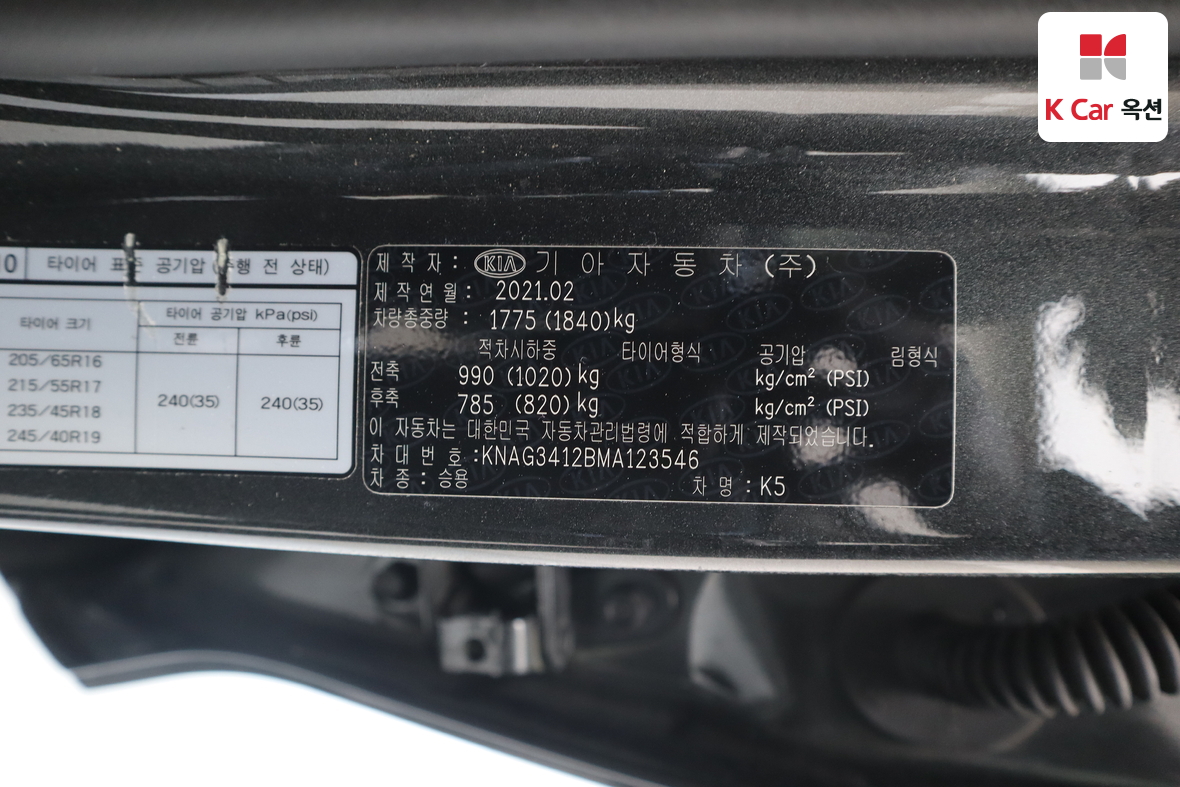 K Car 옥션
10 타이어 표준 공기압 (주행 전 상태)
타이어 크기
타이어 공기압 kPa(psi)
전륜 후륜
205/65R16
215/55R17
235/45R18
245/40R19
240(35) 240(35)
제작자 : KIA 기아자동차(주)
제작연월 : 2021.02
차량총중량 : 1775 (1840)kg
적차시하중 타이어형식 공기압 림형식
전축 990 (1020) kg kg/cm² (PSI)
후축 785 (820) kg kg/cm² (PSI)
이 자동차는 대한민국 자동차관리법령에 적합하게 제작되었습니다.
차대번호 : KNAG3412BMA123546
차종 : 승용 차명 : K5